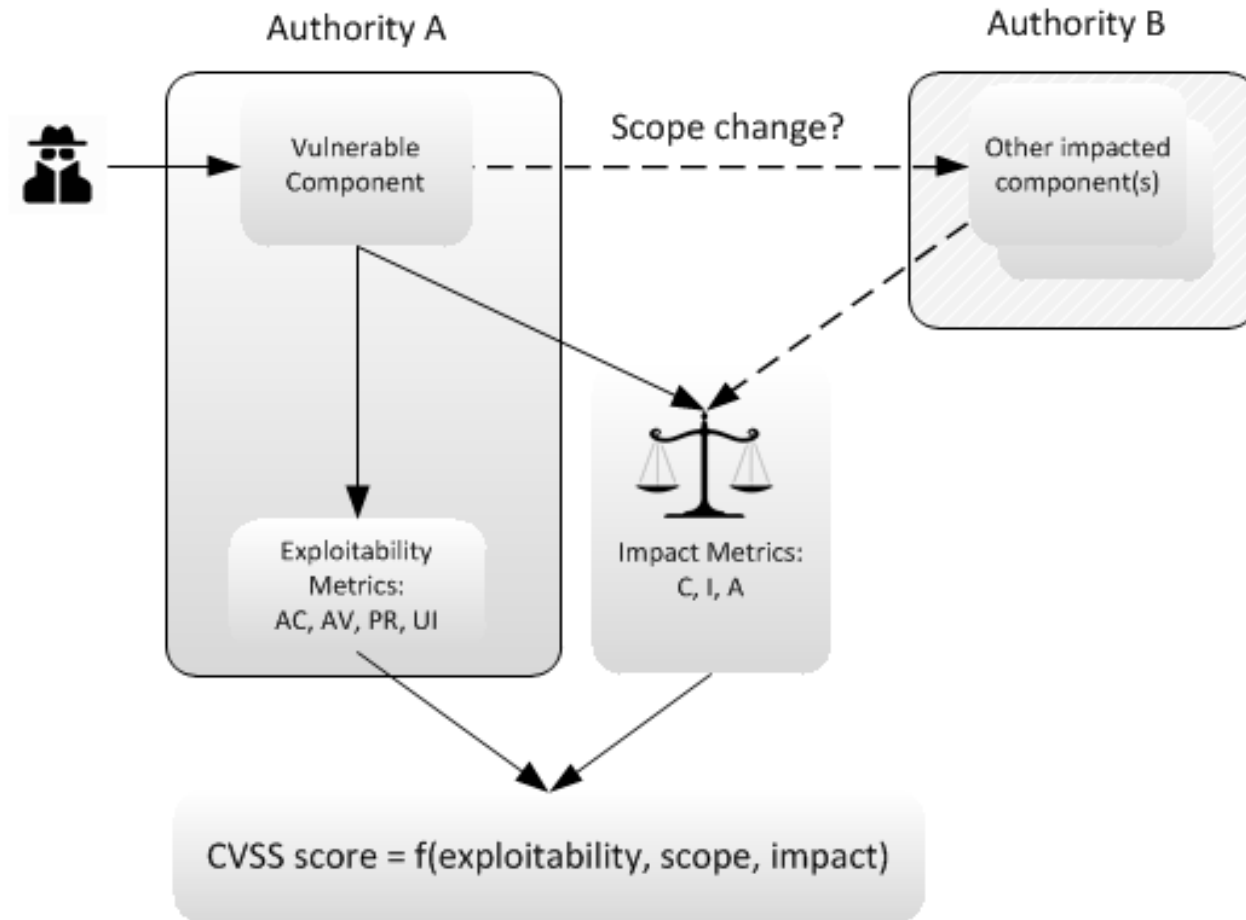 Authority A
Authority B
Vulnerable
Component
Scope change?
Other impacted
component(s)
Exploitability
Metrics:
AC, AV, PR, UI
Impact Metrics:
C, I, A
CVSS score = f(exploitability, scope, impact)